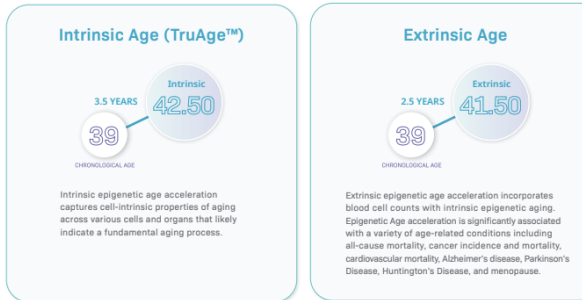 Intrinsic Age (TruAge™)
3.5 YEARS
Intrinsic
42.50
39
CHRONOLOGICAL AGE
Intrinsic epigenetic age acceleration
captures cell-intrinsic properties of aging
across various cells and organs that likely
indicate a fundamental aging process.
Extrinsic Age
2.5 YEARS
Extrinsic
41.50
39
CHRONOLOGICAL AGE
Extrinsic epigenetic age acceleration incorporates
blood cell counts with intrinsic epigenetic aging.
Epigenetic Age acceleration is significantly associated
with a variety of age-related conditions including
all-cause mortality, cancer incidence and mortality,
cardiovascular mortality, Alzheimer's disease, Parkinson's
Disease, Huntington's Disease, and menopause.